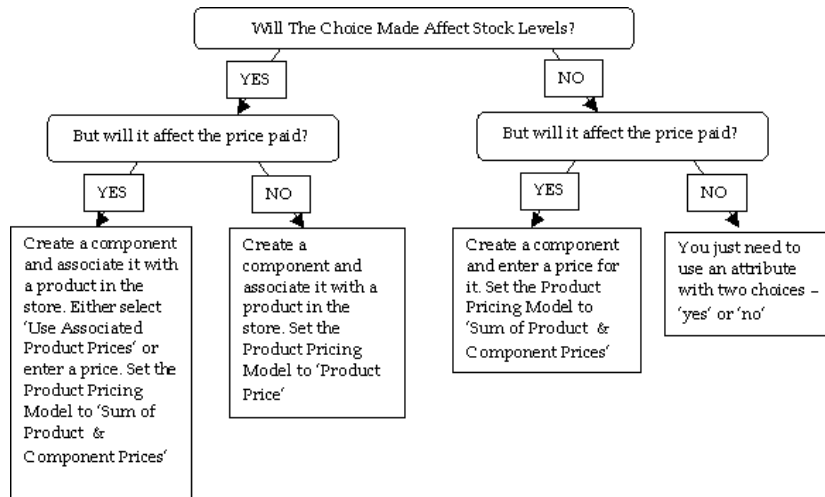 Will The Choice Made Affect Stock Levels?
YES
NO
But will it affect the price paid?
But will it affect the price paid?
YES
NO
YES
NO
Create a component
and associate it with
a product in the
store. Either select
‘Use Associated
Product Prices‘ or
enter a price. Set the
Product Pricing
Model to ‘Sum of
Product & 
Component Prices‘
Create a
component and
associate it with a
product in the
store. Set the
Product Pricing
Model to ‘Product
Price‘
Create a component
and enter a price for
it. Set the Product
Pricing Model to
‘Sum of Product &
Component Prices‘
You just need to
use an attribute
with two choices –
‘yes‘ or ‘no‘